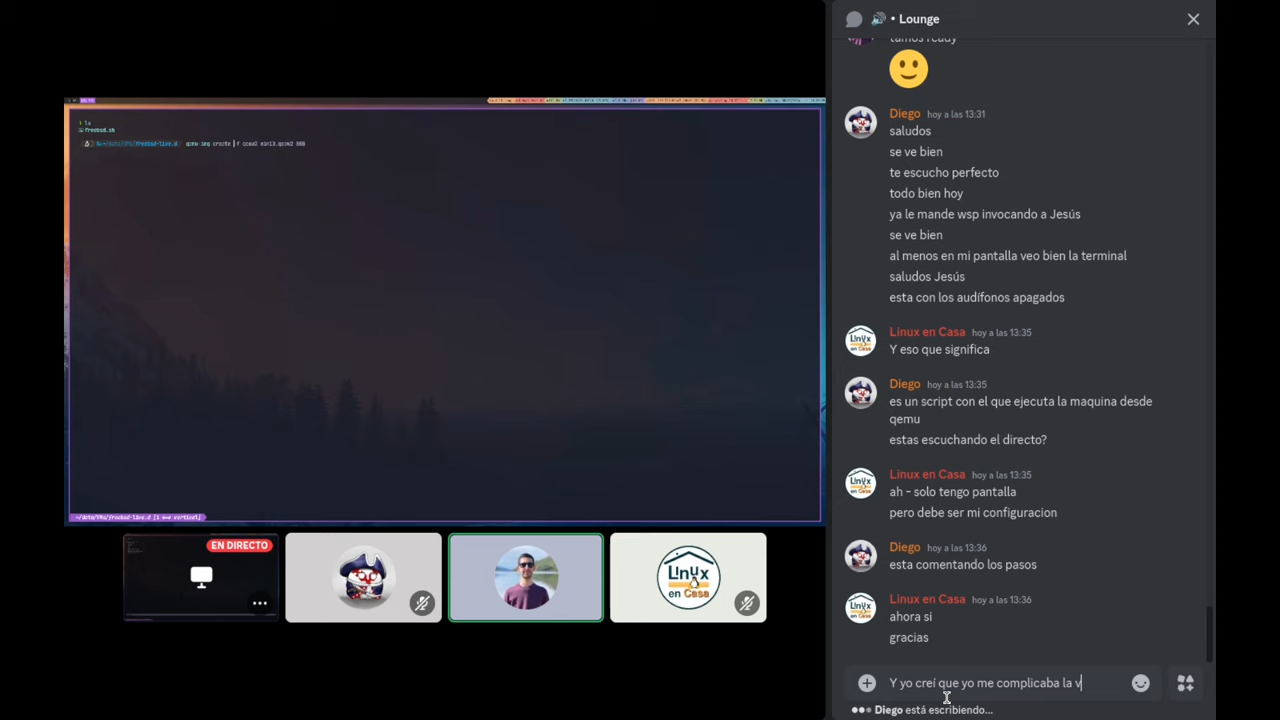 • Lounge
tamos ready
ls
freebsd.sh
qemu-img create
EN DIRECTO
Linux
en Casa
Diego hoy a las 13:31
saludos
se ve bien
te escucho perfecto
todo bien hoy
ya le mande wsp invocando a Jesús
se ve bien
al menos en mi pantalla veo bien la terminal
saludos Jesús
esta con los audífonos apagados
Linux en Casa hoy a las 13:35
Y eso que significa
Diego hoy a las 13:35
es un script con el que ejecuta la maquina desde
qemu
estas escuchando el directo?
Linux en Casa hoy a las 13:35
ah - solo tengo pantalla
pero debe ser mi configuracion
Diego hoy a las 13:36
esta comentando los pasos
Linux en Casa hoy a las 13:36
ahora si
gracias
Y yo creí que yo me complicaba la v
Diego está escribiendo...